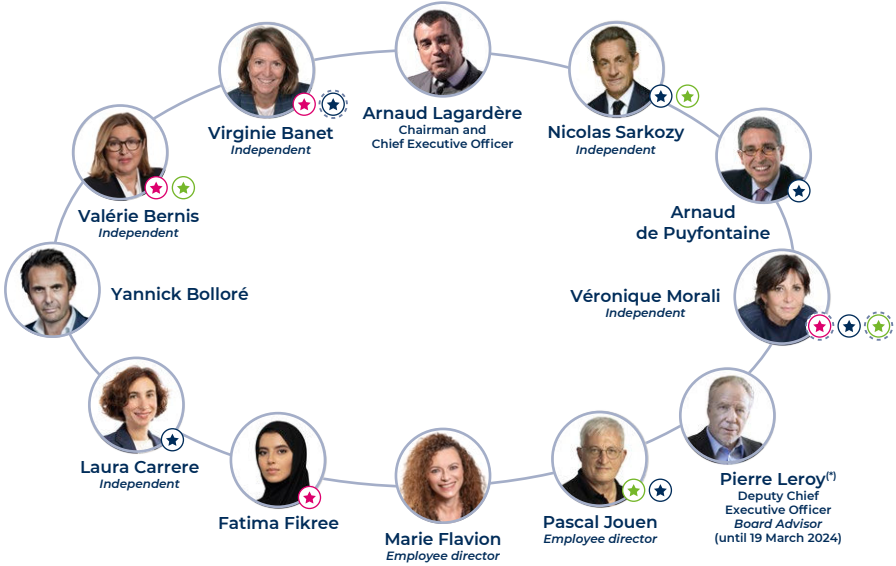 Arnaud Lagardère
Chairman and
Chief Executive Officer
Virginie Banet
Independent
Nicolas Sarkozy
Independent
Valérie Bernis
Independent
Arnaud
de Puyfontaine
Yannick Bolloré
Véronique Morali
Independent
Laura Carrere
Independent
Pierre Leroy(*)
Deputy Chief
Executive Officer
Board Advisor
(until 19 March 2024)
Fatima Fikree
Marie Flavion
Employee director
Pascal Jouen
Employee director